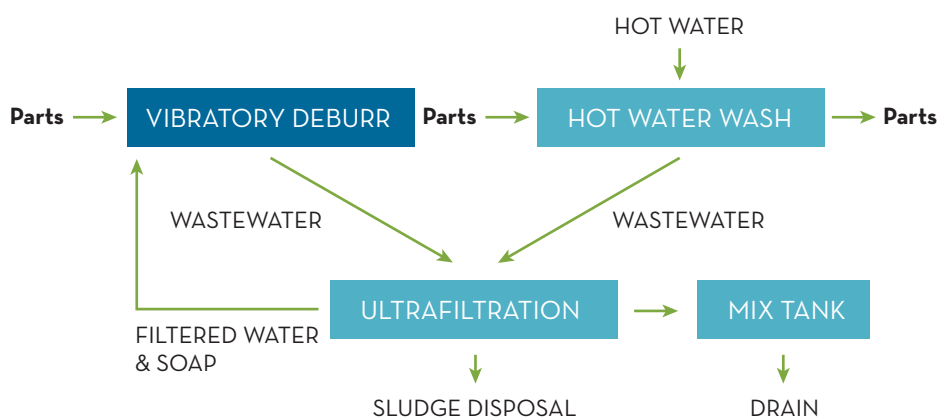 HOT WATER
Parts
VIBRATORY DEBURR
Parts
HOT WATER WASH
Parts
WASTEWATER
WASTEWATER
ULTRAFILTRATION
MIX TANK
FILTERED WATER
& SOAP
SLUDGE DISPOSAL
DRAIN